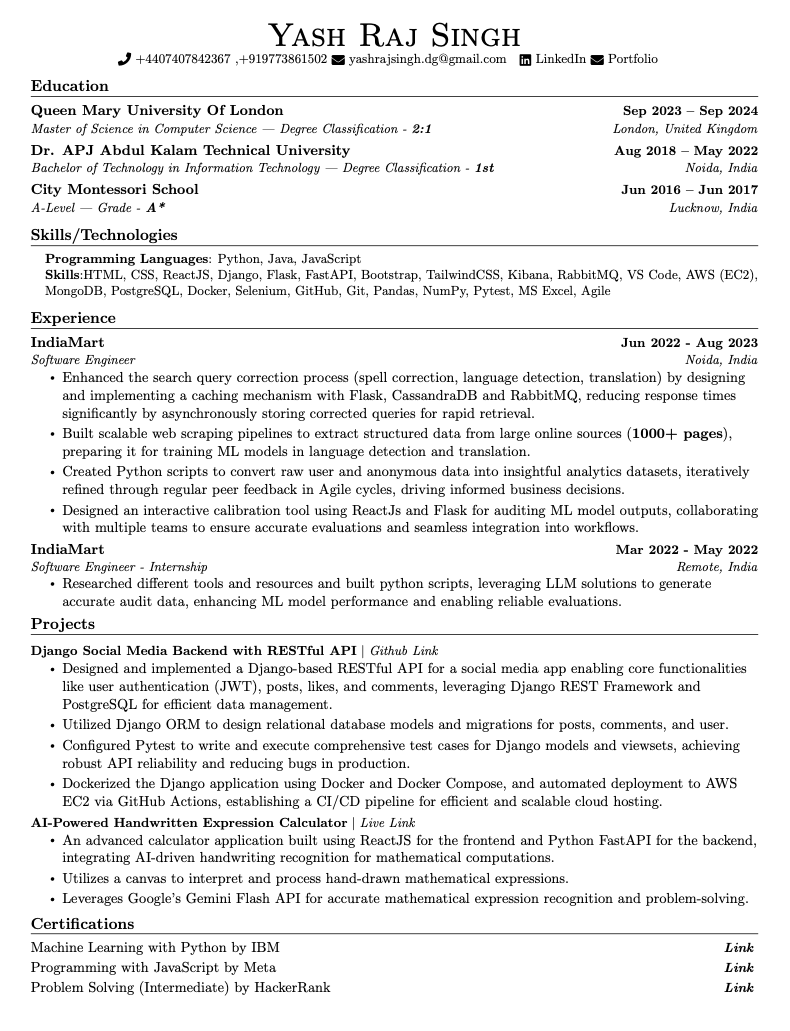 Yash Raj Singh
+4407407842367 ,+919773861502 yashrajsingh.dg@gmail.com LinkedIn Portfolio
Education
Queen Mary University Of London Sep 2023 – Sep 2024
Master of Science in Computer Science — Degree Classification - 2:1 London, United Kingdom
Dr. APJ Abdul Kalam Technical University Aug 2018 – May 2022
Bachelor of Technology in Information Technology — Degree Classification - 1st Noida, India
City Montessori School Jun 2016 – Jun 2017
A-Level — Grade - A* Lucknow, India
Skills/Technologies
Programming Languages: Python, Java, JavaScript
Skills:HTML, CSS, ReactJS, Django, Flask, FastAPI, Bootstrap, TailwindCSS, Kibana, RabbitMQ, VS Code, AWS (EC2),
MongoDB, PostgreSQL, Docker, Selenium, GitHub, Git, Pandas, NumPy, Pytest, MS Excel, Agile
Experience
IndiaMart Jun 2022 - Aug 2023
Software Engineer Noida, India
• Enhanced the search query correction process (spell correction, language detection, translation) by designing
and implementing a caching mechanism with Flask, CassandraDB and RabbitMQ, reducing response times
significantly by asynchronously storing corrected queries for rapid retrieval.
• Built scalable web scraping pipelines to extract structured data from large online sources (1000+ pages),
preparing it for training ML models in language detection and translation.
• Created Python scripts to convert raw user and anonymous data into insightful analytics datasets, iteratively
refined through regular peer feedback in Agile cycles, driving informed business decisions.
• Designed an interactive calibration tool using ReactJs and Flask for auditing ML model outputs, collaborating
with multiple teams to ensure accurate evaluations and seamless integration into workflows.
IndiaMart Mar 2022 - May 2022
Software Engineer - Internship Remote, India
• Researched different tools and resources and built python scripts, leveraging LLM solutions to generate
accurate audit data, enhancing ML model performance and enabling reliable evaluations.
Projects
Django Social Media Backend with RESTful API | Github Link
• Designed and implemented a Django-based RESTful API for a social media app enabling core functionalities
like user authentication (JWT), posts, likes, and comments, leveraging Django REST Framework and
PostgreSQL for efficient data management.
• Utilized Django ORM to design relational database models and migrations for posts, comments, and user.
• Configured Pytest to write and execute comprehensive test cases for Django models and viewsets, achieving
robust API reliability and reducing bugs in production.
• Dockerized the Django application using Docker and Docker Compose, and automated deployment to AWS
EC2 via GitHub Actions, establishing a CI/CD pipeline for efficient and scalable cloud hosting.
AI-Powered Handwritten Expression Calculator | Live Link
• An advanced calculator application built using ReactJS for the frontend and Python FastAPI for the backend,
integrating AI-driven handwriting recognition for mathematical computations.
• Utilizes a canvas to interpret and process hand-drawn mathematical expressions.
• Leverages Google's Gemini Flash API for accurate mathematical expression recognition and problem-solving.
Certifications
Machine Learning with Python by IBM Link
Programming with JavaScript by Meta Link
Problem Solving (Intermediate) by HackerRank Link